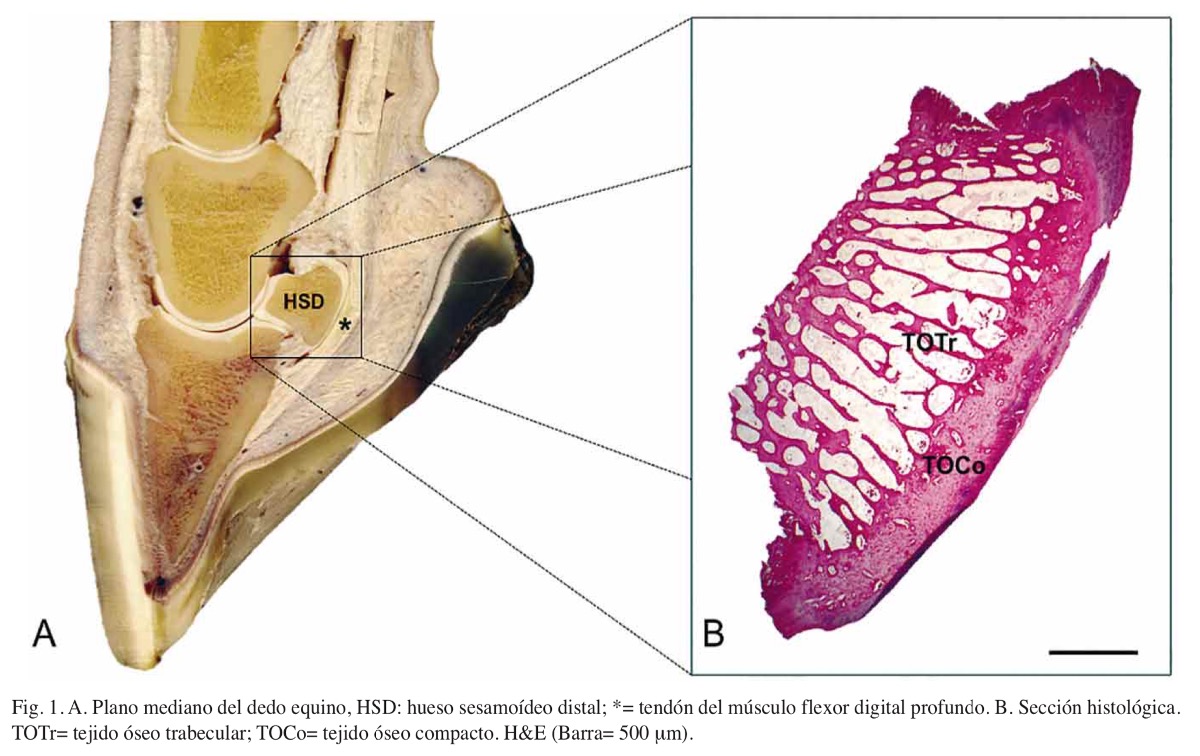 HSD
*
TOTr
TOCo
A
B
Fig. 1. A. Plano mediano del dedo equino, HSD: hueso sesamoídeo distal; *= tendón del músculo flexor digital profundo. B. Sección histológica.
TOTr= tejido óseo trabecular; TOCo= tejido óseo compacto. H&E (Barra= 500 μm).